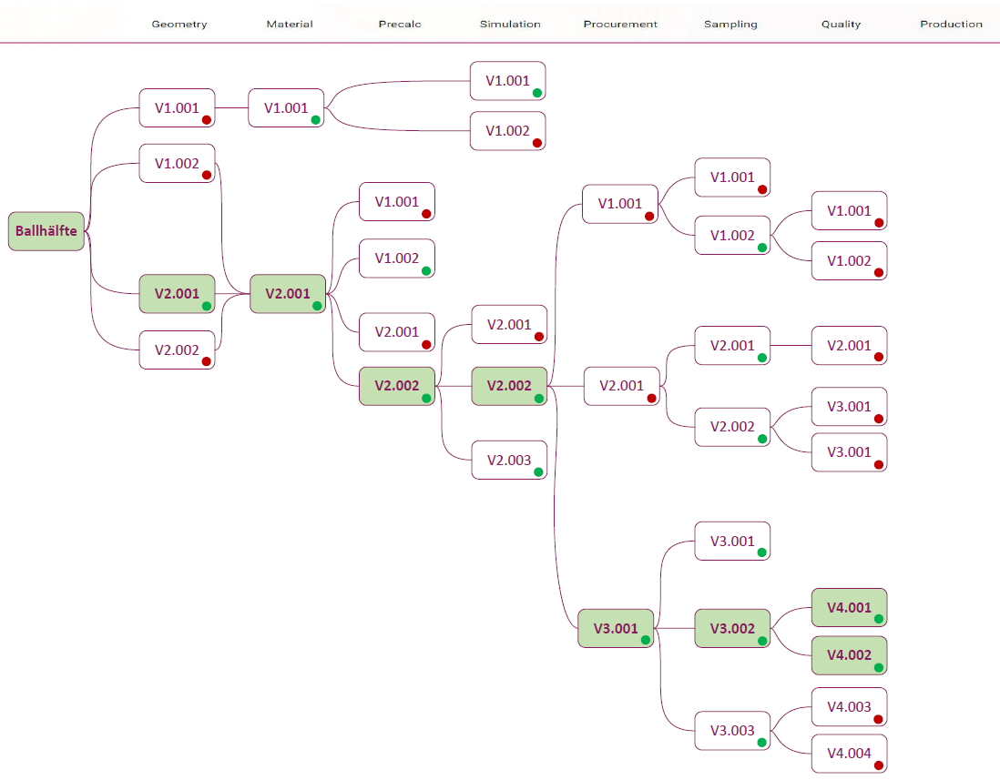 Geometry Material Precalc Simulation Procurement Sampling Quality Production
V1.001
V1.001 V1.001
V1.002
V1.002
V1.001
V1.001
V1.001
V1.001
V1.002
Ballhälfte
V1.002
V1.002
V2.001 V2.001
V2.001
V2.001
V2.002
V2.001 V2.001
V2.002 V2.002 V2.001
V3.001
V2.002
V3.001
V2.003
V3.001
V4.001
V3.001 V3.002
V4.002
V4.003
V3.003
V4.004